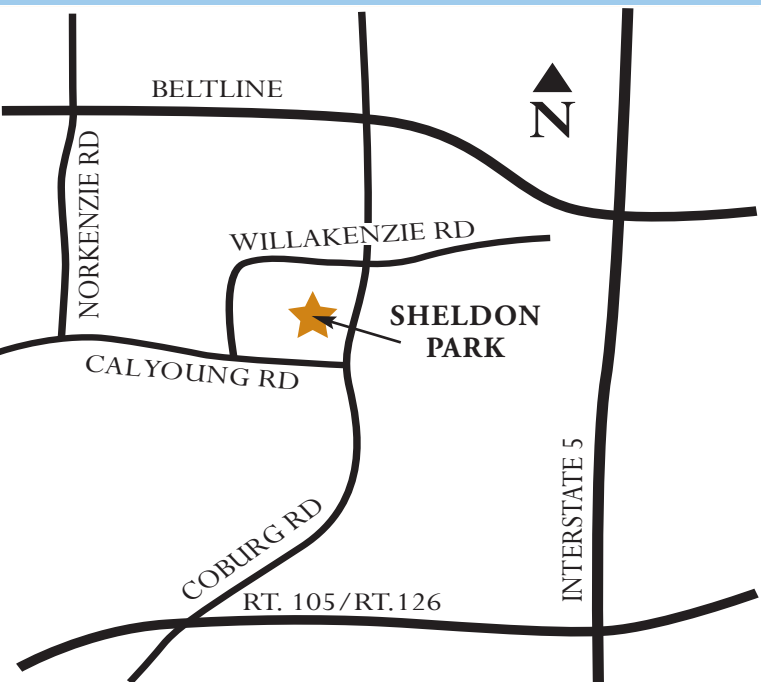 BELTLINE
N
NORKENZIE RD
WILLAKENZIE RD
SHELDON
PARK
CALYOUNG RD
INTERSTATE 5
COBURG RD
RT. 105/RT.126